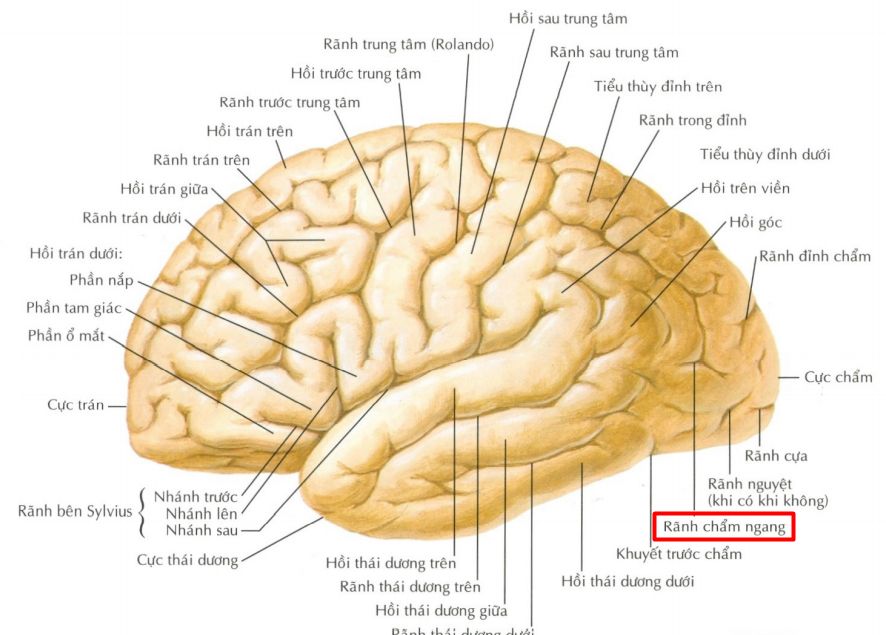 Hồi sau trung tâm
Rãnh trung tâm (Rolando)
Rãnh sau trung tâm
Hồi trước trung tâm
Tiểu thùy đỉnh trên
Rãnh trước trung tâm
Rãnh trong đỉnh
Hồi trán trên
Tiểu thùy đỉnh dưới
Rãnh trán trên
Hồi trán giữa
Hồi trên viền
Rãnh trán dưới
Hồi góc
Hồi trán dưới:
Rãnh đỉnh chẩm
Phần nắp
Phần tam giác
Phần ổ mắt
Cực trán
Cực chẩm
Rãnh cựa
Rãnh nguyệt
(khi có khi không)
Rãnh bên Sylvius
Nhánh trước
Nhánh lên
Nhánh sau
Rãnh chẩm ngang
Khuyết trước chẩm
Cực thái dương
Hồi thái dương trên
Hồi thái dương dưới
Rãnh thái dương trên
Hồi thái dương giữa
Rãnh thái dương dưới